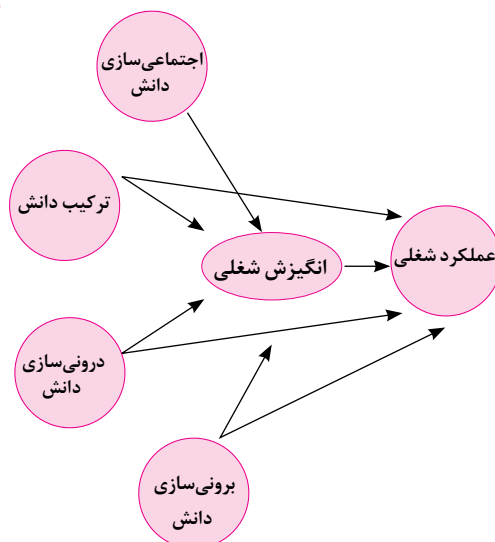 اجتماعی‌سازی
دانش
ترکیب دانش
انگیزش شغلی
عملکرد شغلی
درونی‌سازی
دانش
برونی‌سازی
دانش